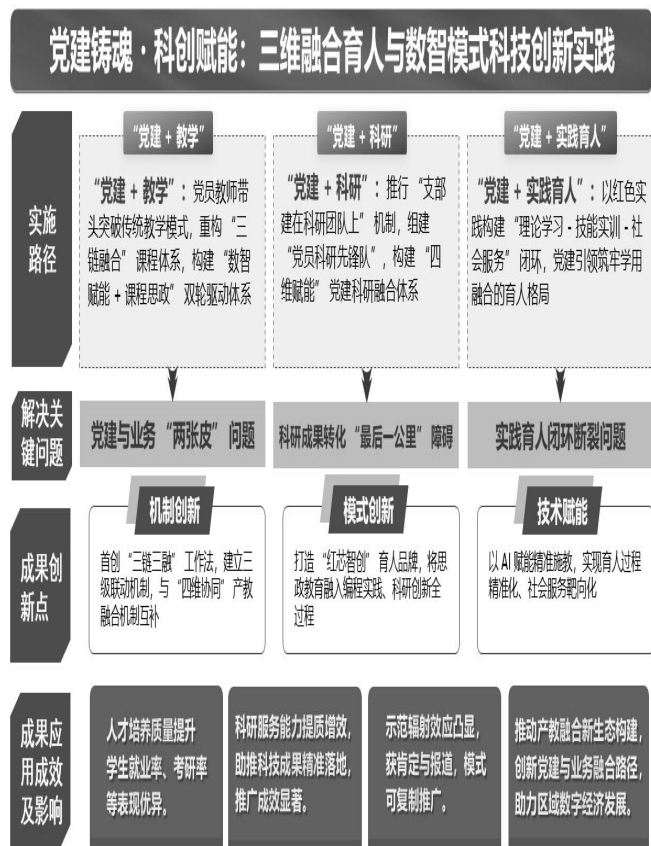 党建铸魂·科创赋能：三维融合育人与数智模式科技创新实践
实施
路径
“党建 + 教学”
“党建 + 教学”：党员教师带
头突破传统教学模式，重构 “三
链融合” 课程体系，构建 “数智
赋能 + 课程思政” 双轮驱动体系
“党建 + 科研”
“党建 + 科研”：推行 “支部
建在科研团队上” 机制，组建
“党员科研先锋队”，构建 “四
维赋能” 党建科研融合体系
“党建 + 实践育人”
“党建 + 实践育人”：以红色实
践构建 “理论学习 - 技能实训 - 社
会服务” 闭环，党建引领筑牢学用
融合的育人格局
解决关
键问题
党建与业务 “两张皮” 问题
科研成果转化 “最后一公里” 障碍
实践育人闭环断裂问题
成果创
新点
机制创新
首创 “三链三融” 工作法，建立三
级联动机制，与 “四维协同” 产教
融合机制互补
模式创新
打造 “红芯智创” 育人品牌，将思
政教育融入编程实践、科研创新全
过程
技术赋能
以 AI 赋能精准施教，实现育人过程
精准化、社会服务靶向化
成果应
用成效
及影响
人才培养质量提升
学生就业率、考研率
等表现优异。
科研服务能力提质增效，
助推科技成果精准落地，
推广成效显著。
示范辐射效应凸显，
获肯定与报道，模式
可复制推广。
推动产教融合新生态构建，
创新党建与业务融合路径，
助力区域数字经济发展。